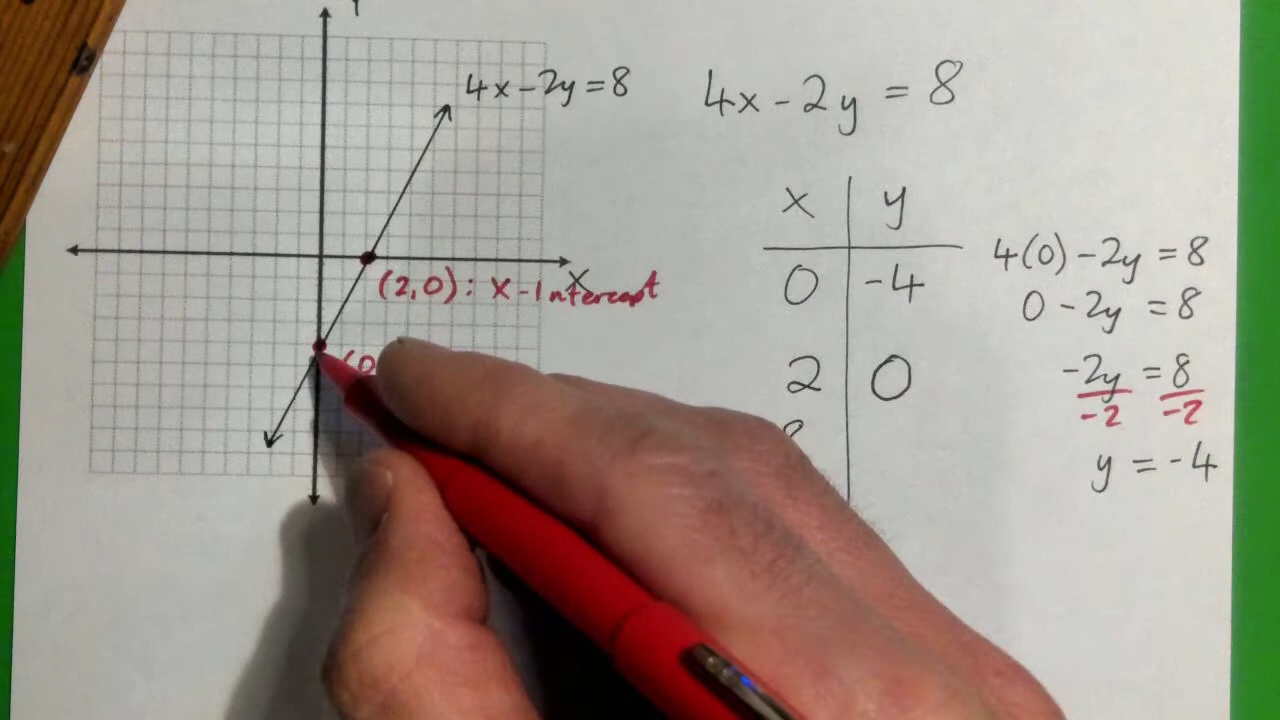 4x-2y=8
X
(2,0): x-intercept
(0
4x-2y = 8
x y
0 -4
2 0
4(0)-2y=8
0-2y=8
-2y=8
-2 -2
y=-4